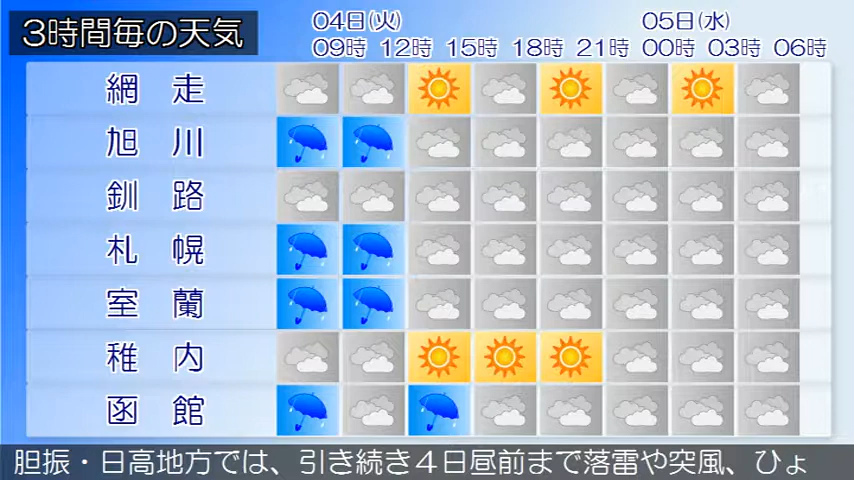 3時間毎の天気
04日(火) 05日(水)
09時 12時 15時 18時 21時 00時 03時 06時
網走
旭川
釧路
札幌
室蘭
稚内
函館
胆振・日高地方では、引き続き4日昼前まで落雷や突風、ひょ